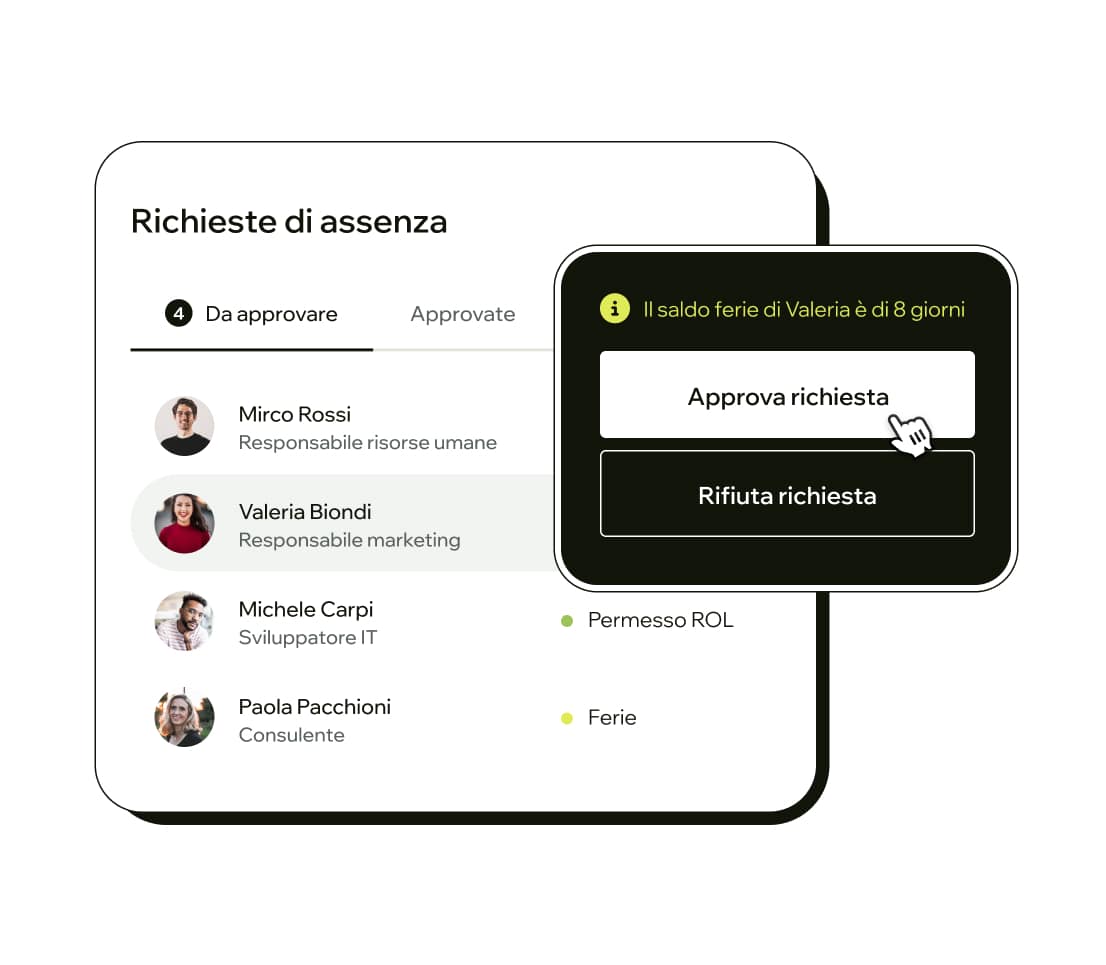 Richieste di assenza
4 Da approvare
Approvate
Il saldo ferie di Valeria è di 8 giorni
Approva richiesta
Rifiuta richiesta
Mirco Rossi
Responsabile risorse umane
Valeria Biondi
Responsabile marketing
Michele Carpi
Sviluppatore IT
Permesso ROL
Paola Pacchioni
Consulente
Ferie